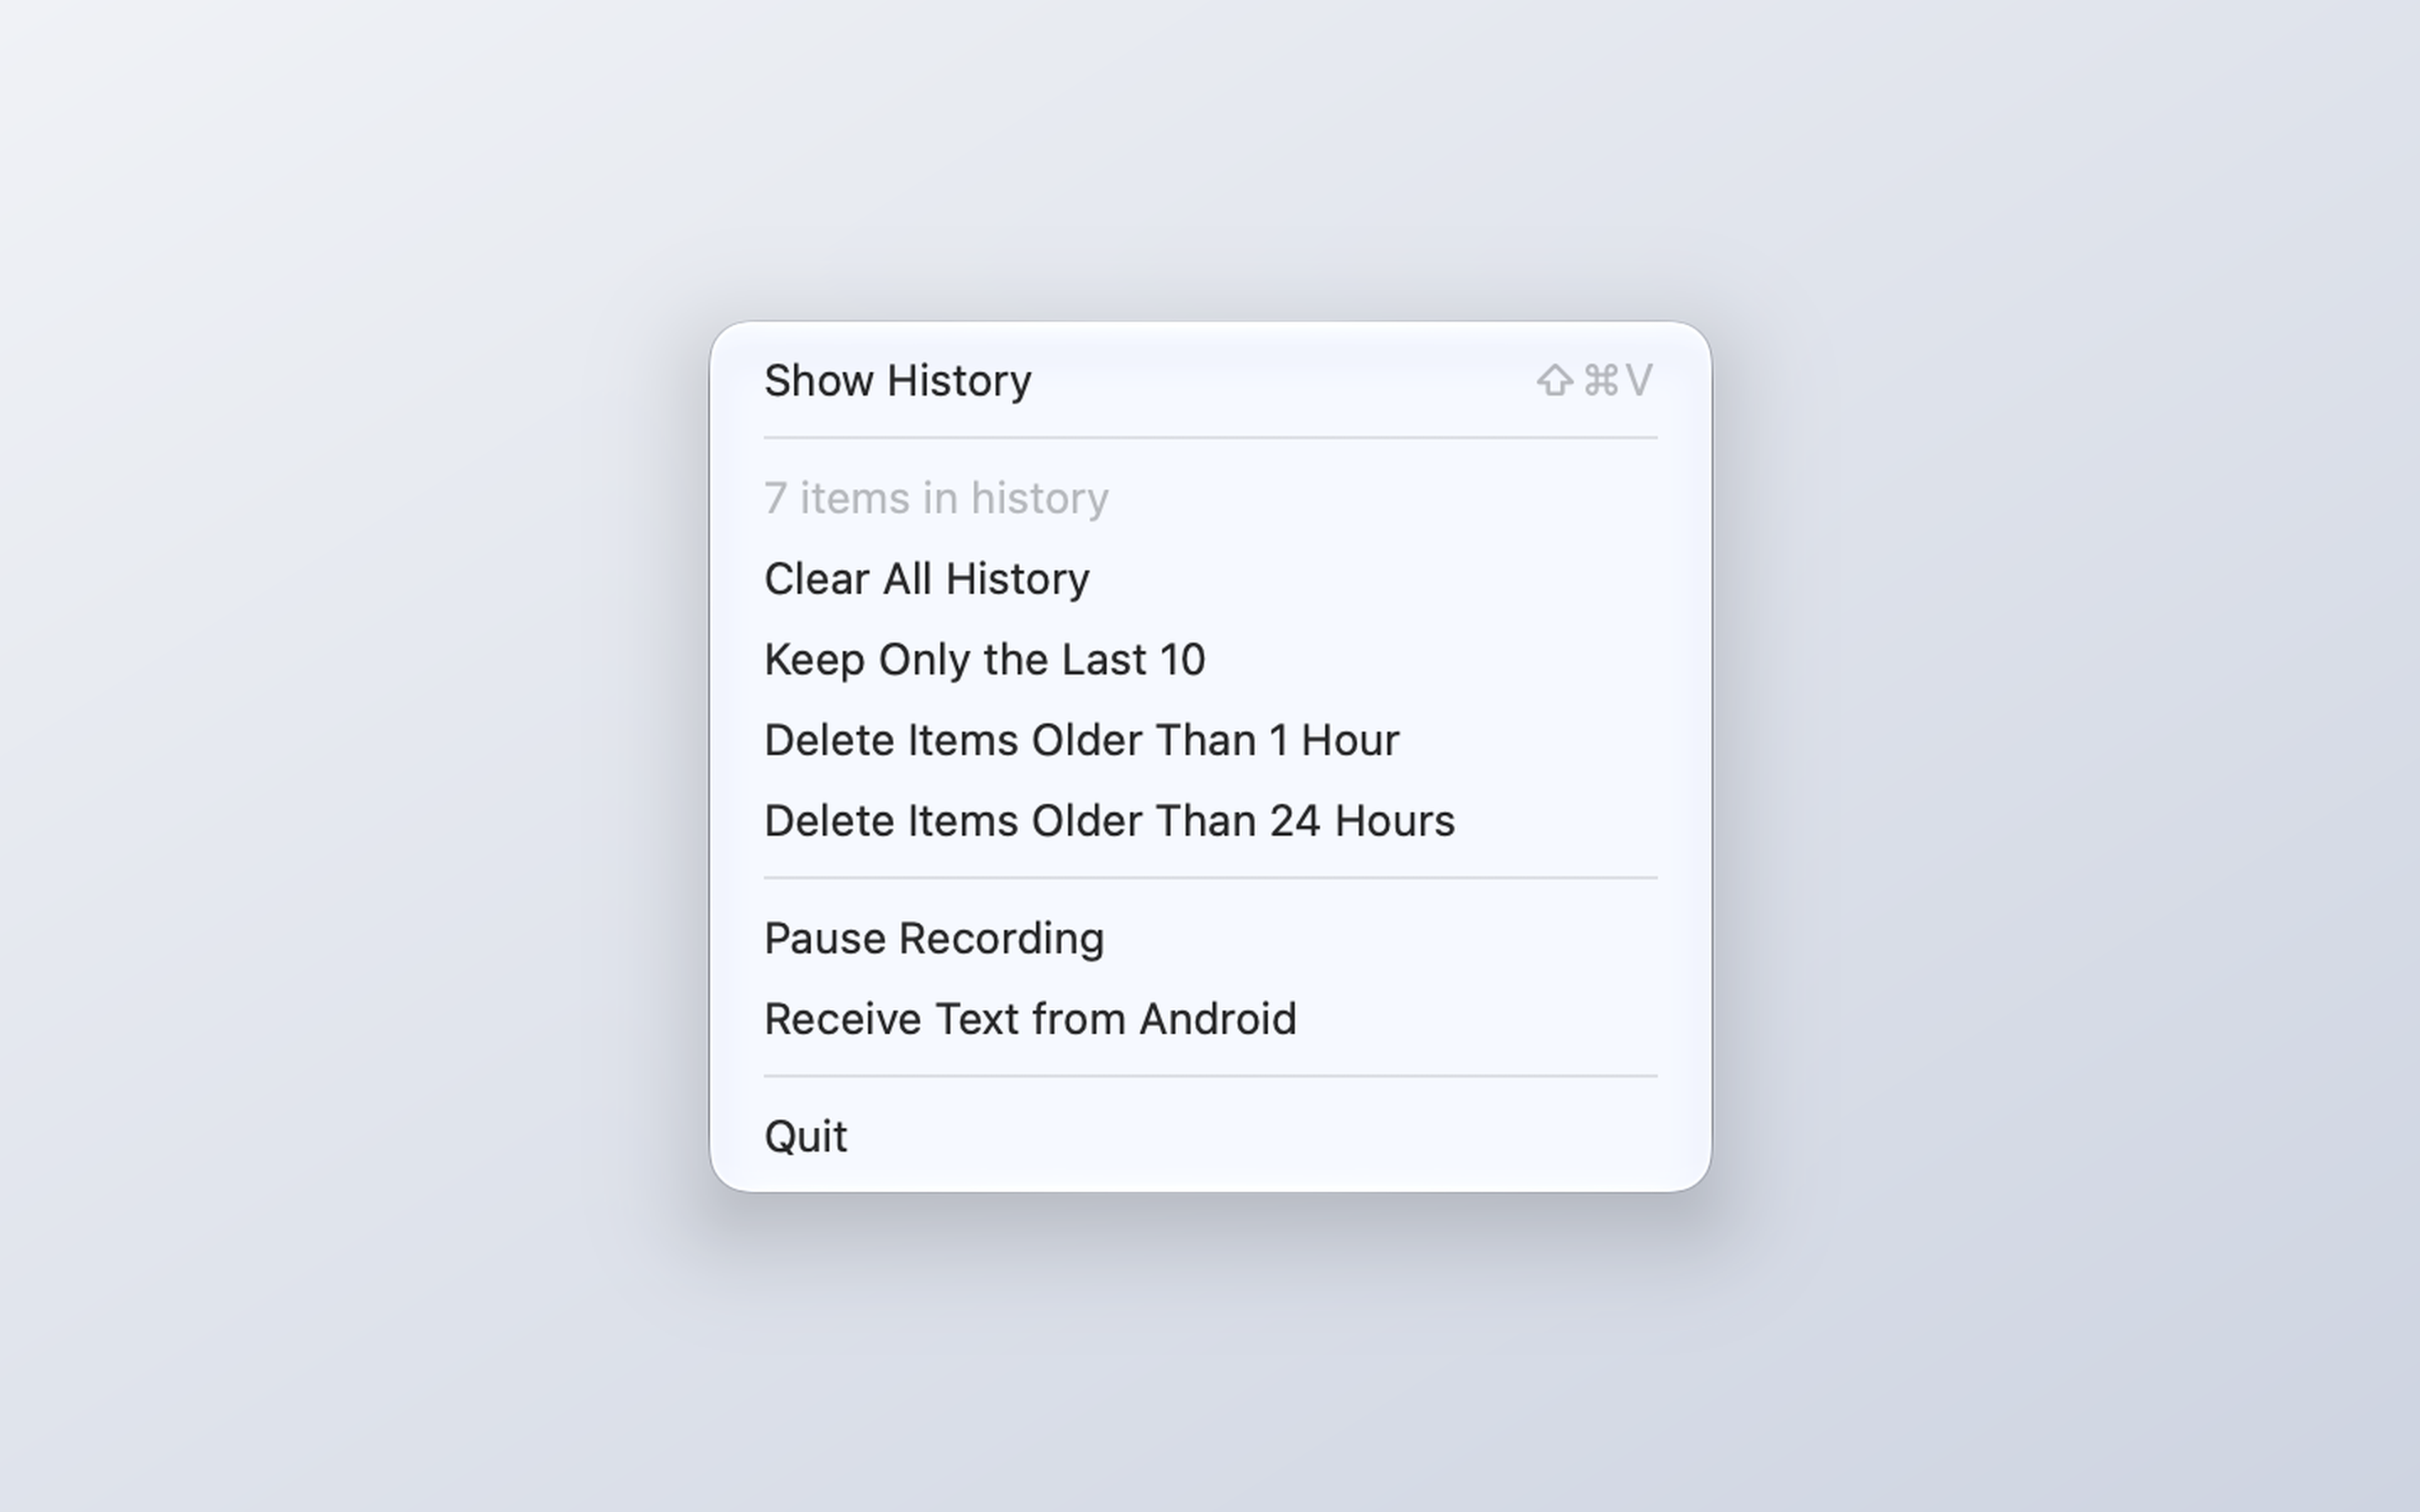 Show History ⇧⌘V
7 items in history
Clear All History
Keep Only the Last 10
Delete Items Older Than 1 Hour
Delete Items Older Than 24 Hours
Pause Recording
Receive Text from Android
Quit